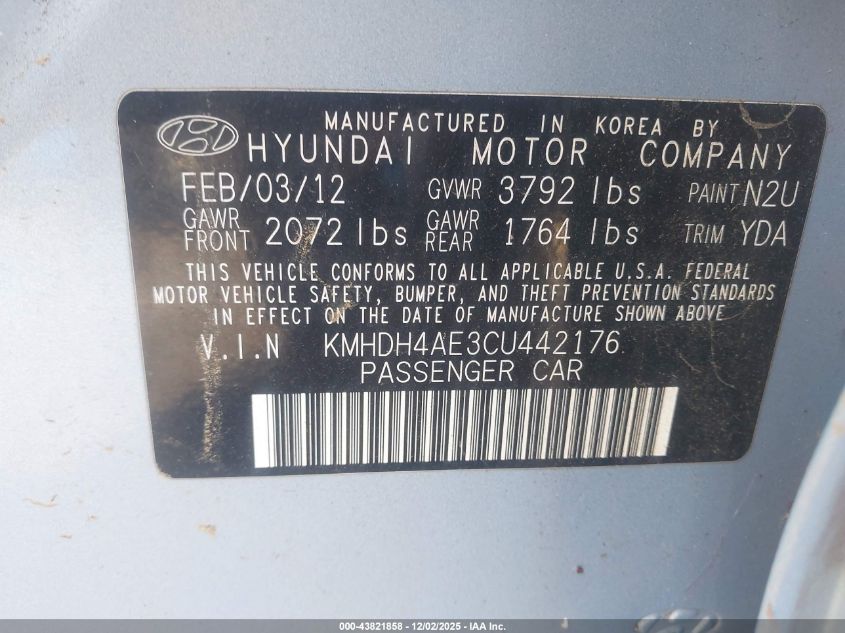 MANUFACTURED IN KOREA BY
HYUNDAI MOTOR COMPANY
FEB/03/12 GVWR 3792 lbs PAINT N2U
GAWR FRONT 2072 lbs GAWR REAR 1764 lbs TRIM YDA
THIS VEHICLE CONFORMS TO ALL APPLICABLE U.S.A. FEDERAL
MOTOR VEHICLE SAFETY, BUMPER, AND THEFT PREVENTION STANDARDS
IN EFFECT ON THE DATE OF MANUFACTURE SHOWN ABOVE
V.I.N KMHDH4AE3CU442176
PASSENGER CAR
000-43821858 - 12/02/2025 - IAA Inc.